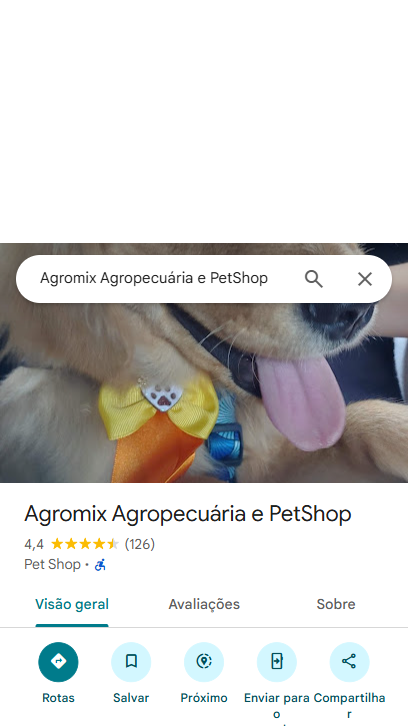 Agromix Agropecuária e PetShop
Agromix Agropecuária e PetShop
4,4 (126)
Pet Shop ·
Visão geral Avaliações Sobre
Rotas Salvar Próximo Enviar para o Compartilhar